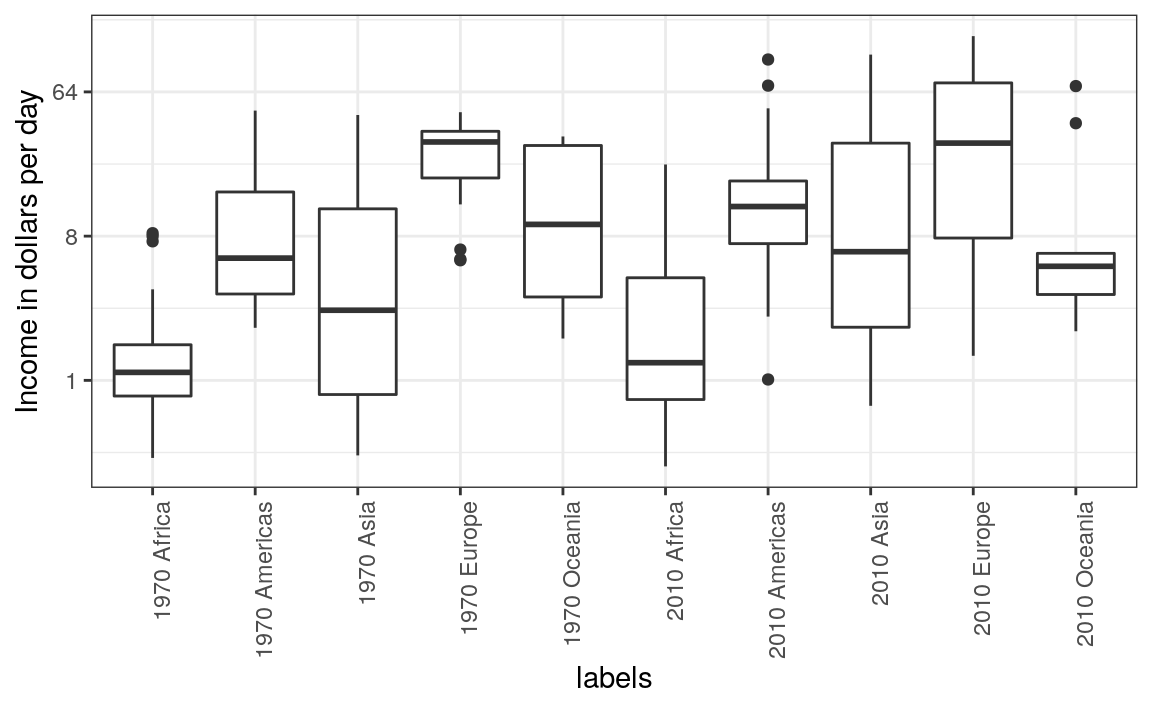 Income in dollars per day
64
8
1
1970 Africa
1970 Americas
1970 Asia
1970 Europe
1970 Oceania
2010 Africa
2010 Americas
2010 Asia
2010 Europe
2010 Oceania
labels